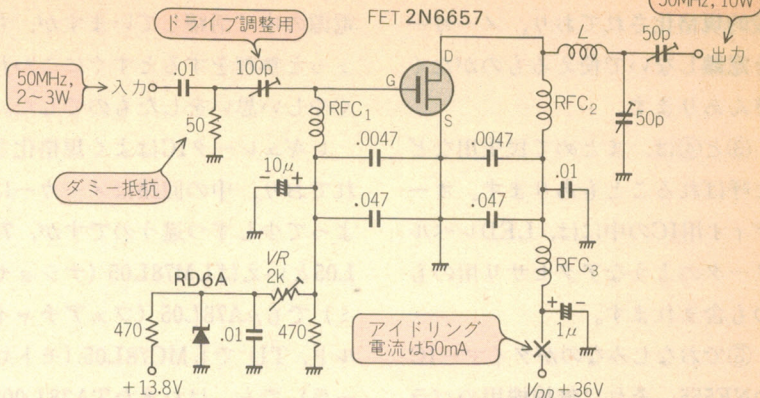 50MHz, 10W
ドライブ調整用
FET 2N6657
50MHz,
2〜3W
入力
.01
100p
G
D
S
L
50p
出力
50p
50
RFC1
RFC2
.0047
.0047
ダミー抵抗
10μ
− +
.047
.047
.01
RFC3
VR
2k
RD6A
470
.01
470
+ −
1μ
アイドリング
電流は50mA
+13.8V
VDD+36V